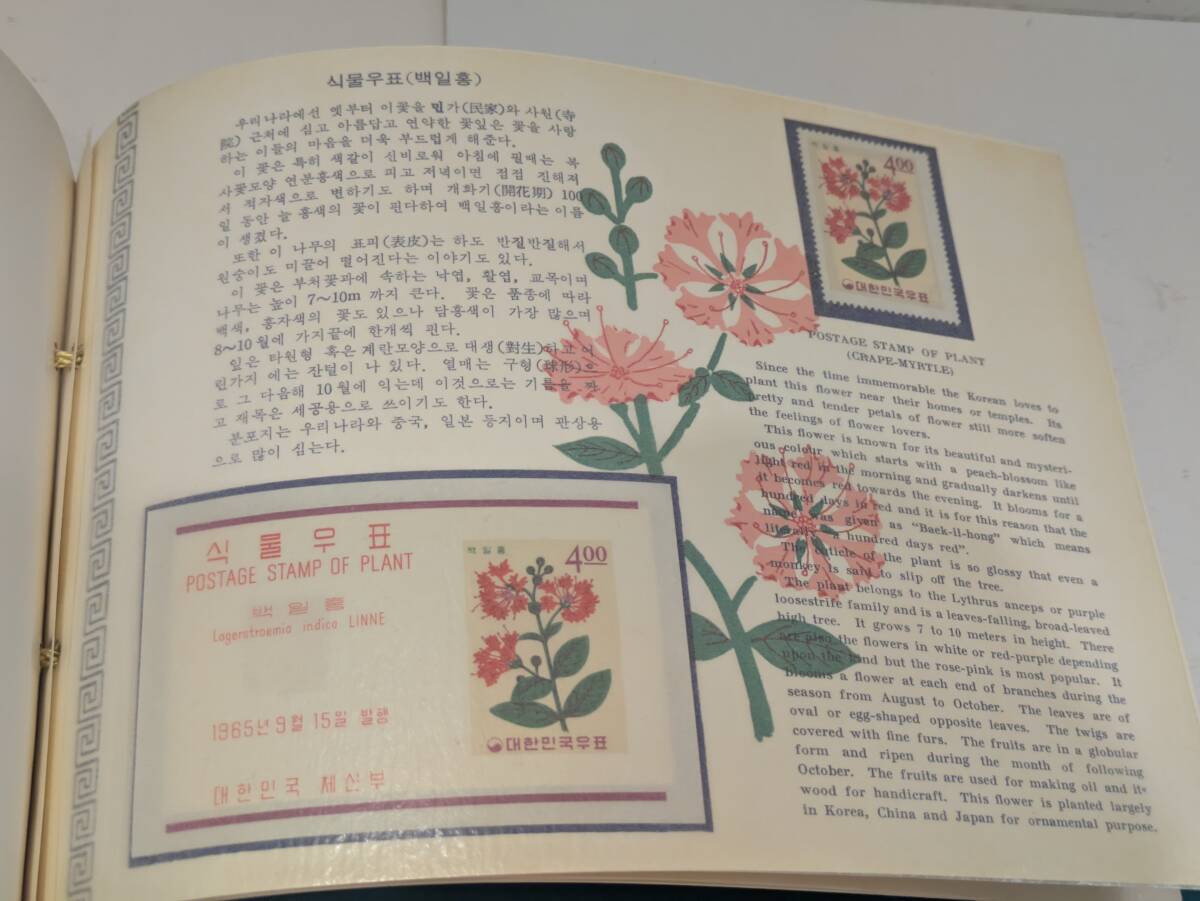 식물우표(백일홍)
우리나라에선 옛부터 이꽃을 민가(民家)와 사원(寺
院) 근처에 심고 아름답고 연약한 꽃잎은 꽃을 사랑
하는 이들의 마음을 더욱 부드럽게 해준다.
이 꽃은 특히 색갈이 신비로워 아침에 필때는 복
사꽃모양 연분홍색으로 피고 저녁이면 점점 진해져
서 적자색으로 변하기도 하며 개화기(開花期) 100
일 동안 늘 홍색의 꽃이 핀다하여 백일홍이라는 이름
이 생겼다.
또한 이 나무의 표피(表皮)는 하도 반질반질해서
원숭이도 미끌어 떨어진다는 이야기도 있다.
이 꽃은 부처꽃과에 속하는 낙엽, 활엽, 교목이며
나무는 높이 7~10m 까지 큰다. 꽃은 품종에 따라
백색, 홍자색의 꽃도 있으나 담홍색이 가장 많으며
8~10월에 가지끝에 한개씩 핀다.
잎은 타원형 혹은 계란모양으로 대생(對生)하고 어
린가지 에는 잔털이 나 있다. 열매는 구형(球形)으
로 그 다음해 10월에 익는데 이것으로는 기름을 짜
고 재목은 세공용으로 쓰이기도 한다.
분포지는 우리나라와 중국, 일본 등지이며 관상용
으로 많이 심는다.
백일홍
4.00
대한민국우표
POSTAGE STAMP OF PLANT
(CRAPE-MYRTLE)
Since the time immemorable the Korean loves to
plant this flower near their homes or temples. Its
pretty and tender petals of flower still more soften
the feelings of flower lovers.
This flower is known for its beautiful and mysteri-
ous colour which starts with a peach-blossom like
light red in the morning and gradually darkens until
it becomes red towards the evening. It blooms for a
hundred days in red and it is for this reason that the
name was given as "Baek-il-hong" which means
literally "a hundred days red".
The cuticle of the plant is so glossy that even a
monkey is said to slip off the tree.
The plant belongs to the Lythrus anceps or purple
loosestrife family and is a leaves-falling, broad-leaved
high tree. It grows 7 to 10 meters in height. There
are also the flowers in white or red-purple depending
upon the kind but the rose-pink is most popular. It
blooms a flower at each end of branches during the
season from August to October. The leaves are of
oval or egg-shaped opposite leaves. The twigs are
covered with fine furs. The fruits are in a globular
form and ripen during the month of following
October. The fruits are used for making oil and its
wood for handicraft. This flower is planted largely
in Korea, China and Japan for ornamental purpose.
식물우표
POSTAGE STAMP OF PLANT
백일홍
Lagerstroemia indica LINNE
1965년 9월 15일 발행
대한민국 체신부
백일홍
4.00
대한민국우표